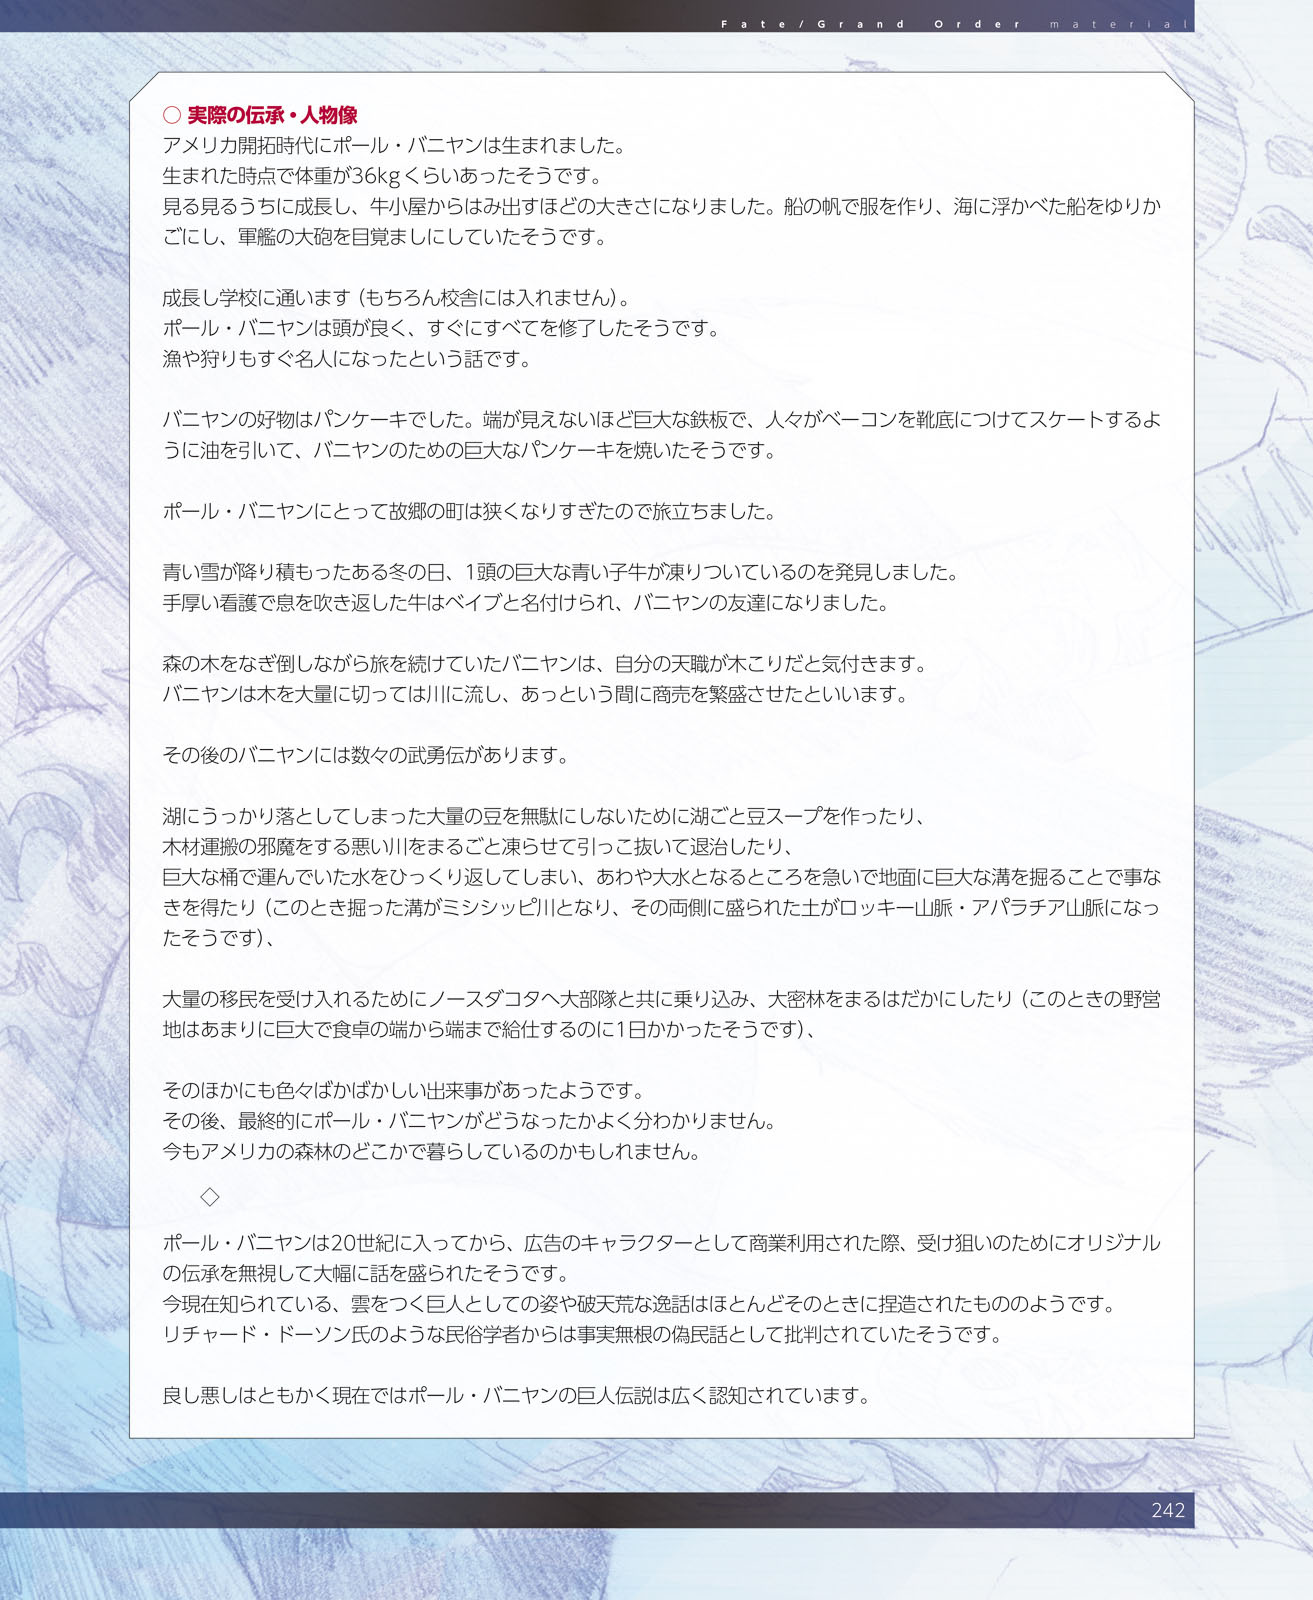 Fate/Grand Order material
○ 実際の伝承・人物像
アメリカ開拓時代にポール・バニヤンは生まれました。
生まれた時点で体重が36kgくらいあったそうです。
見る見るうちに成長し、牛小屋からはみ出すほどの大きさになりました。船の帆で服を作り、海に浮かべた船をゆりか
ごにし、軍艦の大砲を目覚ましにしていたそうです。
成長し学校に通います（もちろん校舎には入れません）。
ポール・バニヤンは頭が良く、すぐにすべてを修了したそうです。
漁や狩りもすぐ名人になったという話です。
バニヤンの好物はパンケーキでした。端が見えないほど巨大な鉄板で、人々がベーコンを靴底につけてスケートするよ
うに油を引いて、バニヤンのための巨大なパンケーキを焼いたそうです。
ポール・バニヤンにとって故郷の町は狭くなりすぎたので旅立ちました。
青い雪が降り積もったある冬の日、1頭の巨大な青い子牛が凍りついているのを発見しました。
手厚い看護で息を吹き返した牛はベイブと名付けられ、バニヤンの友達になりました。
森の木をなぎ倒しながら旅を続けていたバニヤンは、自分の天職が木こりだと気付きます。
バニヤンは木を大量に切っては川に流し、あっという間に商売を繁盛させたといいます。
その後のバニヤンには数々の武勇伝があります。
湖にうっかり落としてしまった大量の豆を無駄にしないために湖ごと豆スープを作ったり、
木材運搬の邪魔をする悪い川をまるごと凍らせて引っこ抜いて退治したり、
巨大な桶で運んでいた水をひっくり返してしまい、あわや大水となるところを急いで地面に巨大な溝を掘ることで事な
きを得たり（このとき掘った溝がミシシッピ川となり、その両側に盛られた土がロッキー山脈・アパラチア山脈になっ
たそうです）、
大量の移民を受け入れるためにノースダコタへ大部隊と共に乗り込み、大密林をまるはだかにしたり（このときの野営
地はあまりに巨大で食卓の端から端まで給仕するのに1日かかったそうです）、
そのほかにも色々ばかばかしい出来事があったようです。
その後、最終的にポール・バニヤンがどうなったかよく分わかりません。
今もアメリカの森林のどこかで暮らしているのかもしれません。
◇
ポール・バニヤンは20世紀に入ってから、広告のキャラクターとして商業利用された際、受け狙いのためにオリジナル
の伝承を無視して大幅に話を盛られたそうです。
今現在知られている、雲をつく巨人としての姿や破天荒な逸話はほとんどそのときに捏造されたもののようです。
リチャード・ドーソン氏のような民俗学者からは事実無根の偽民話として批判されていたそうです。
良し悪しはともかく現在ではポール・バニヤンの巨人伝説は広く認知されています。
242